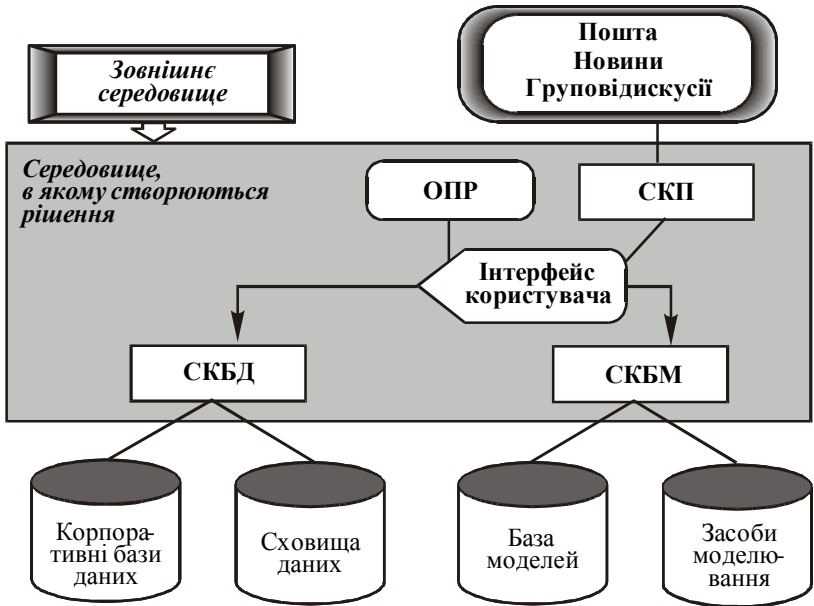 Зовнішнє
середовище
Пошта
Новини
Груповідискусії
Середовище,
в якому створюються
рішення
ОПР
СКП
Інтерфейс
користувача
СКБД
СКБМ
Корпора-
тивні бази
даних
Сховища
даних
База
моделей
Засоби
моделю-
вання